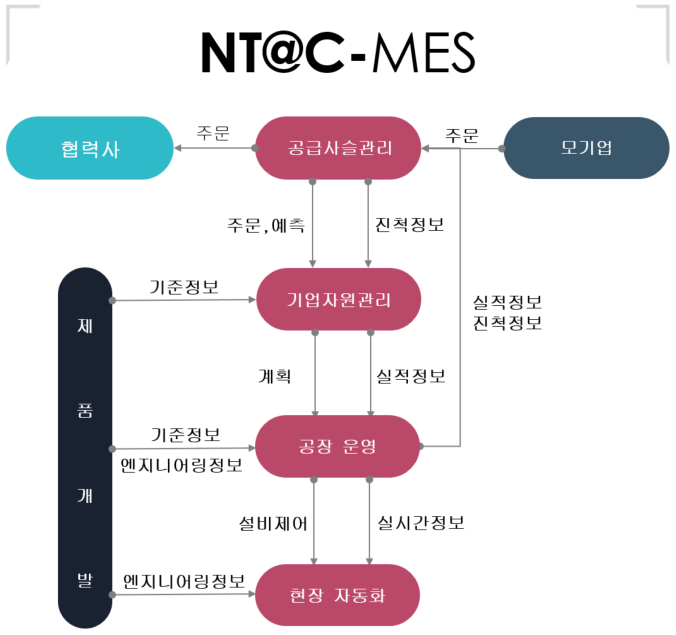 NT@C-MES
협력사
주문
공급사슬관리
주문
모기업
주문,예측
진척정보
기준정보
기업자원관리
실적정보
진척정보
계획
실적정보
제
품
개
발
기준정보
엔지니어링정보
공장 운영
설비제어
실시간정보
엔지니어링정보
현장 자동화